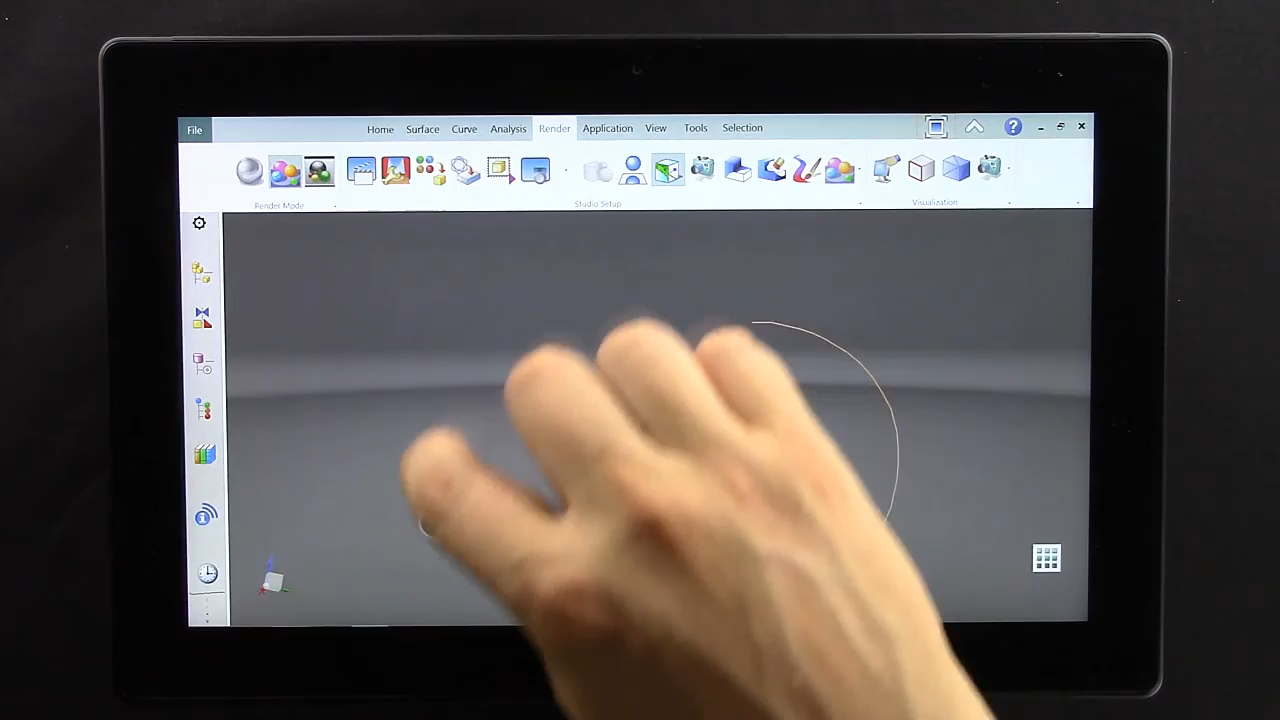 File
Home Surface Curve Analysis Render Application View Tools Selection
Render Mode Studio Setup Visualization